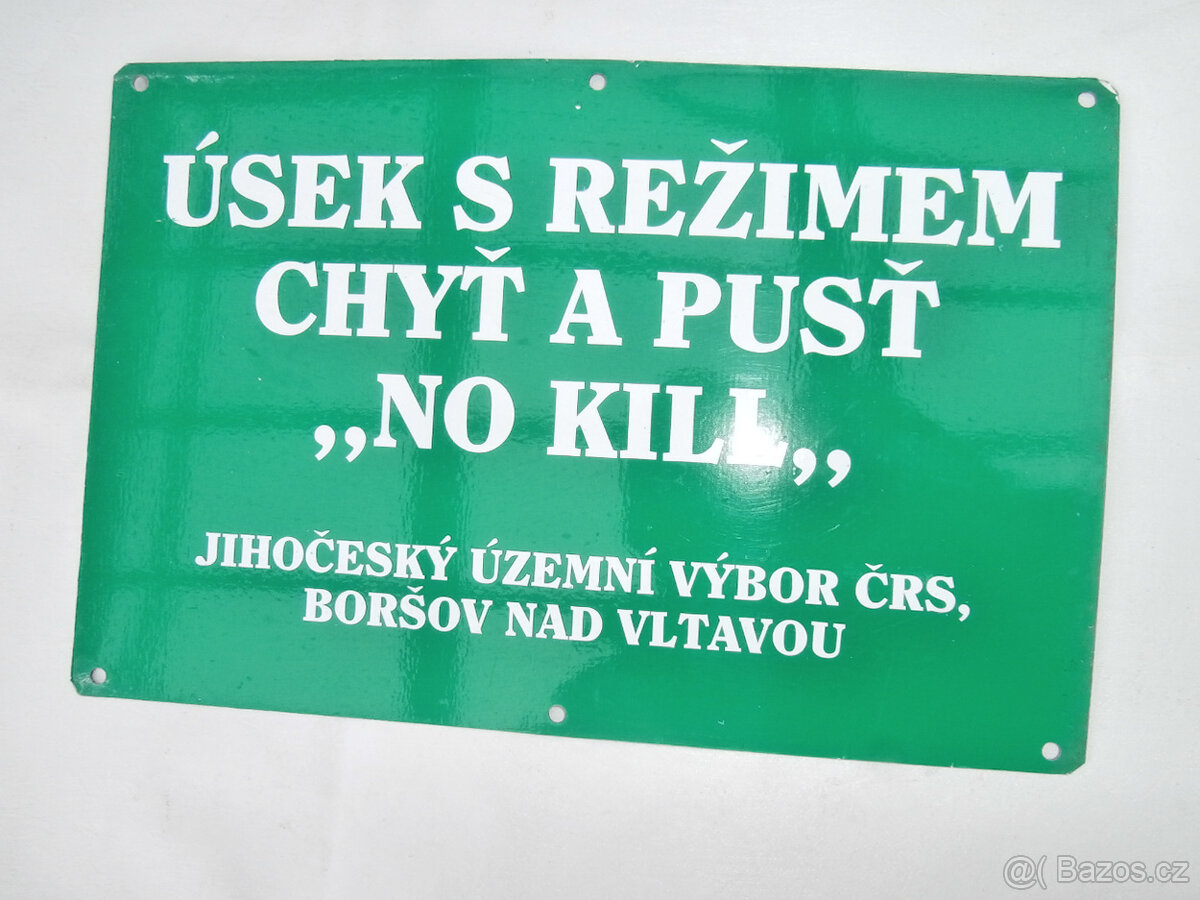 ÚSEK S REŽIMEM
CHYŤ A PUSŤ
,,NO KILL,,
JIHOČESKÝ ÚZEMNÍ VÝBOR ČRS,
BORŠOV NAD VLTAVOU
@( Bazos.cz